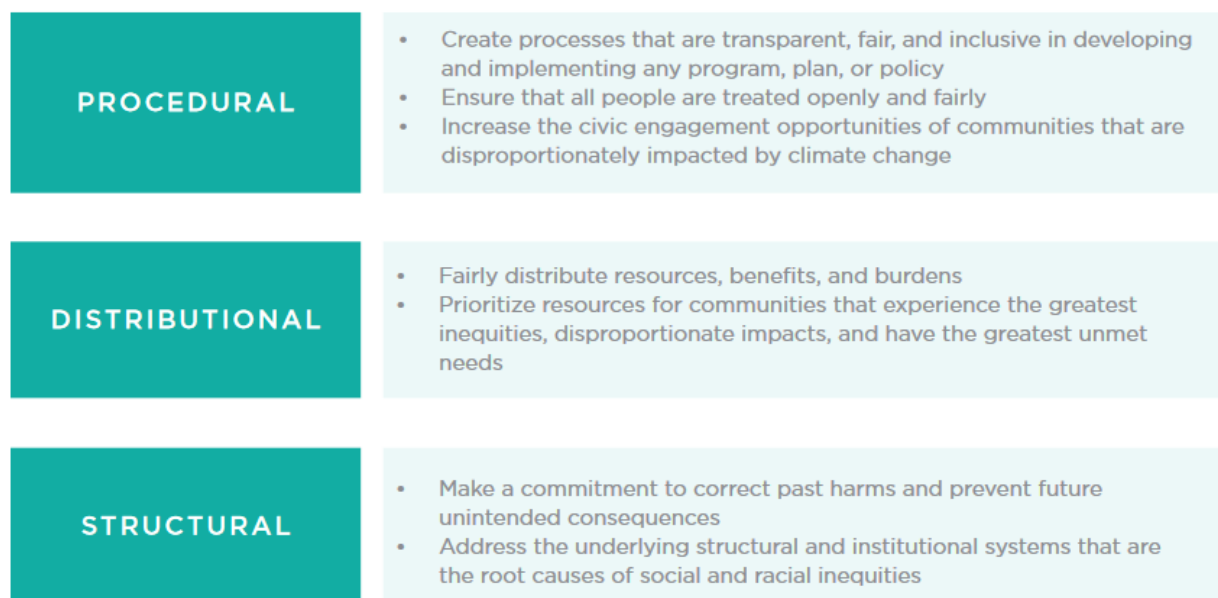 PROCEDURAL
• Create processes that are transparent, fair, and inclusive in developing
and implementing any program, plan, or policy
• Ensure that all people are treated openly and fairly
• Increase the civic engagement opportunities of communities that are
disproportionately impacted by climate change
DISTRIBUTIONAL
• Fairly distribute resources, benefits, and burdens
• Prioritize resources for communities that experience the greatest
inequities, disproportionate impacts, and have the greatest unmet
needs
STRUCTURAL
• Make a commitment to correct past harms and prevent future
unintended consequences
• Address the underlying structural and institutional systems that are
the root causes of social and racial inequities